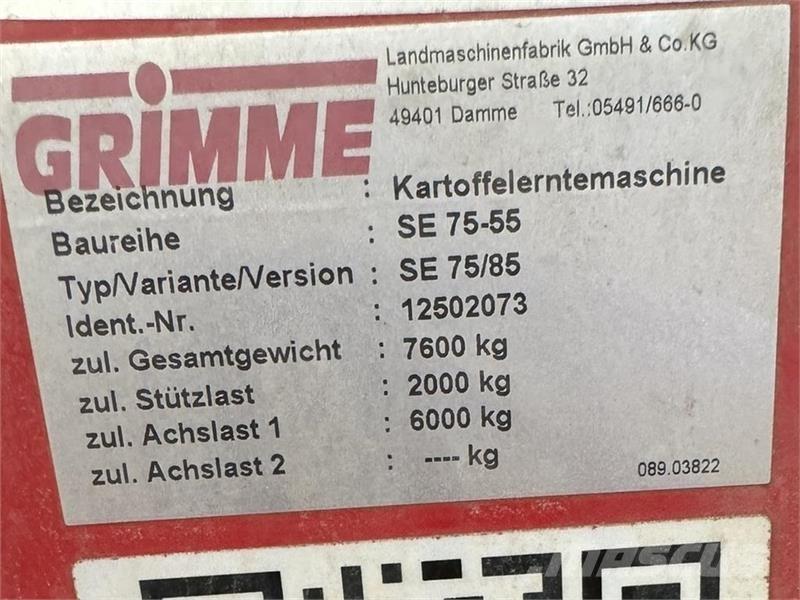 GRIMME
Landmaschinenfabrik GmbH & Co.KG
Hunteburger Straße 32
49401 Damme Tel.:05491/666-0
Bezeichnung : Kartoffelerntemaschine
Baureihe : SE 75-55
Typ/Variante/Version : SE 75/85
Ident.-Nr. : 12502073
zul. Gesamtgewicht : 7600 kg
zul. Stützlast : 2000 kg
zul. Achslast 1 : 6000 kg
zul. Achslast 2 : ---- kg
089.03822
Mascus